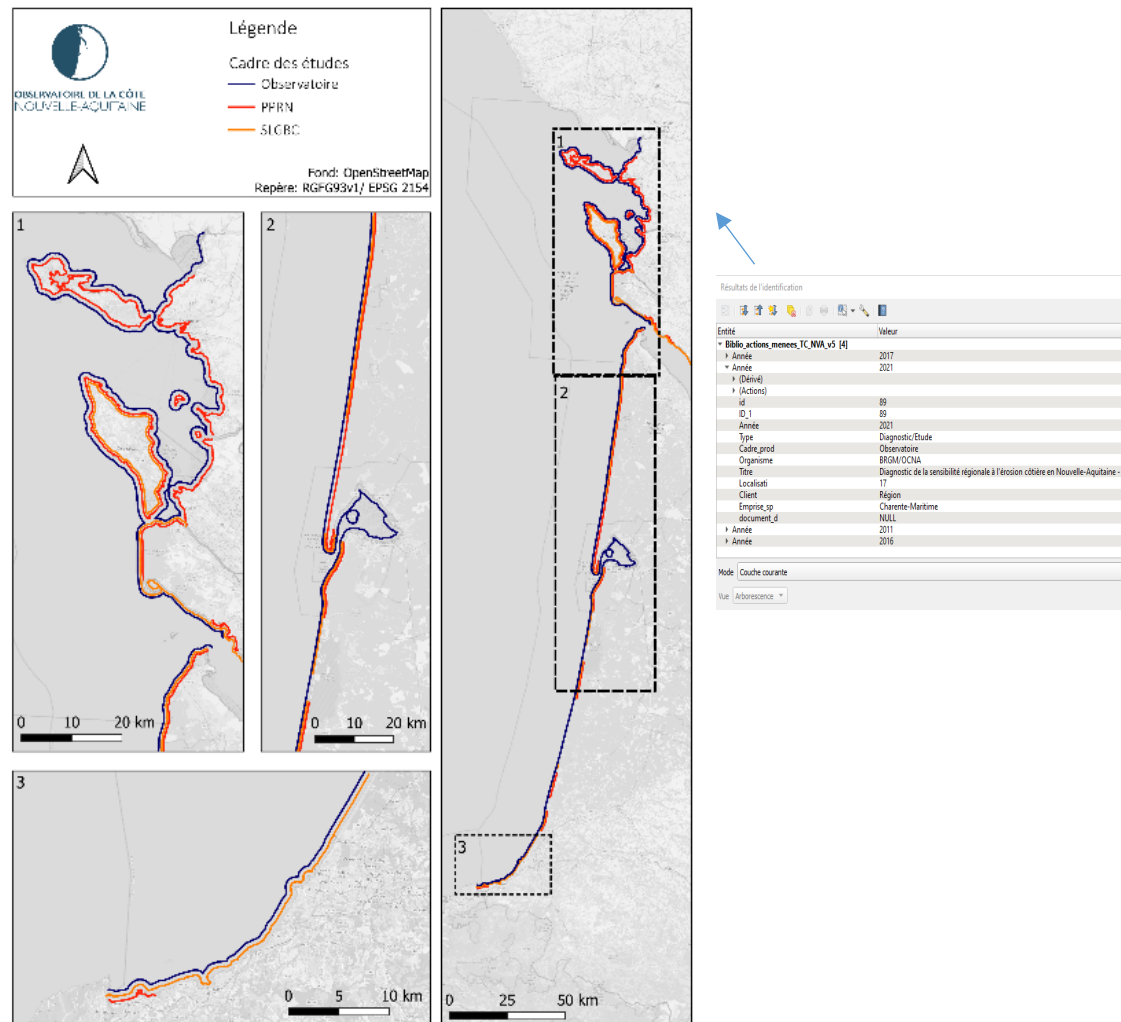 OBSERVATOIRE DE LA CÔTE
NOUVELLE-AQUITAINE
Légende
Cadre des études
Observatoire
PPRN
SLGBC
Fond: OpenStreetMap
Repère: RGFG93v1/ EPSG 2154
1
0 10 20 km
2
0 10 20 km
3
0 5 10 km
1
2
3
0 25 50 km
Résultats de l'identification
Entité Valeur
Biblio_actions_menees_TC_NVA_v5 [4]
Année 2017
Année 2021
(Dérivé)
(Actions)
id 89
ID_1 89
Année 2021
Type Diagnostic/Etude
Cadre_prod Observatoire
Organisme BRGM/OCNA
Titre Diagnostic de la sensibilité régionale à l'érosion côtière en Nouvelle-Aquitaine -
Localisati 17
Client Région
Emprise_sp Charente-Maritime
document_d NULL
Année 2011
Année 2016
Mode Couche courante
Vue Arborescence